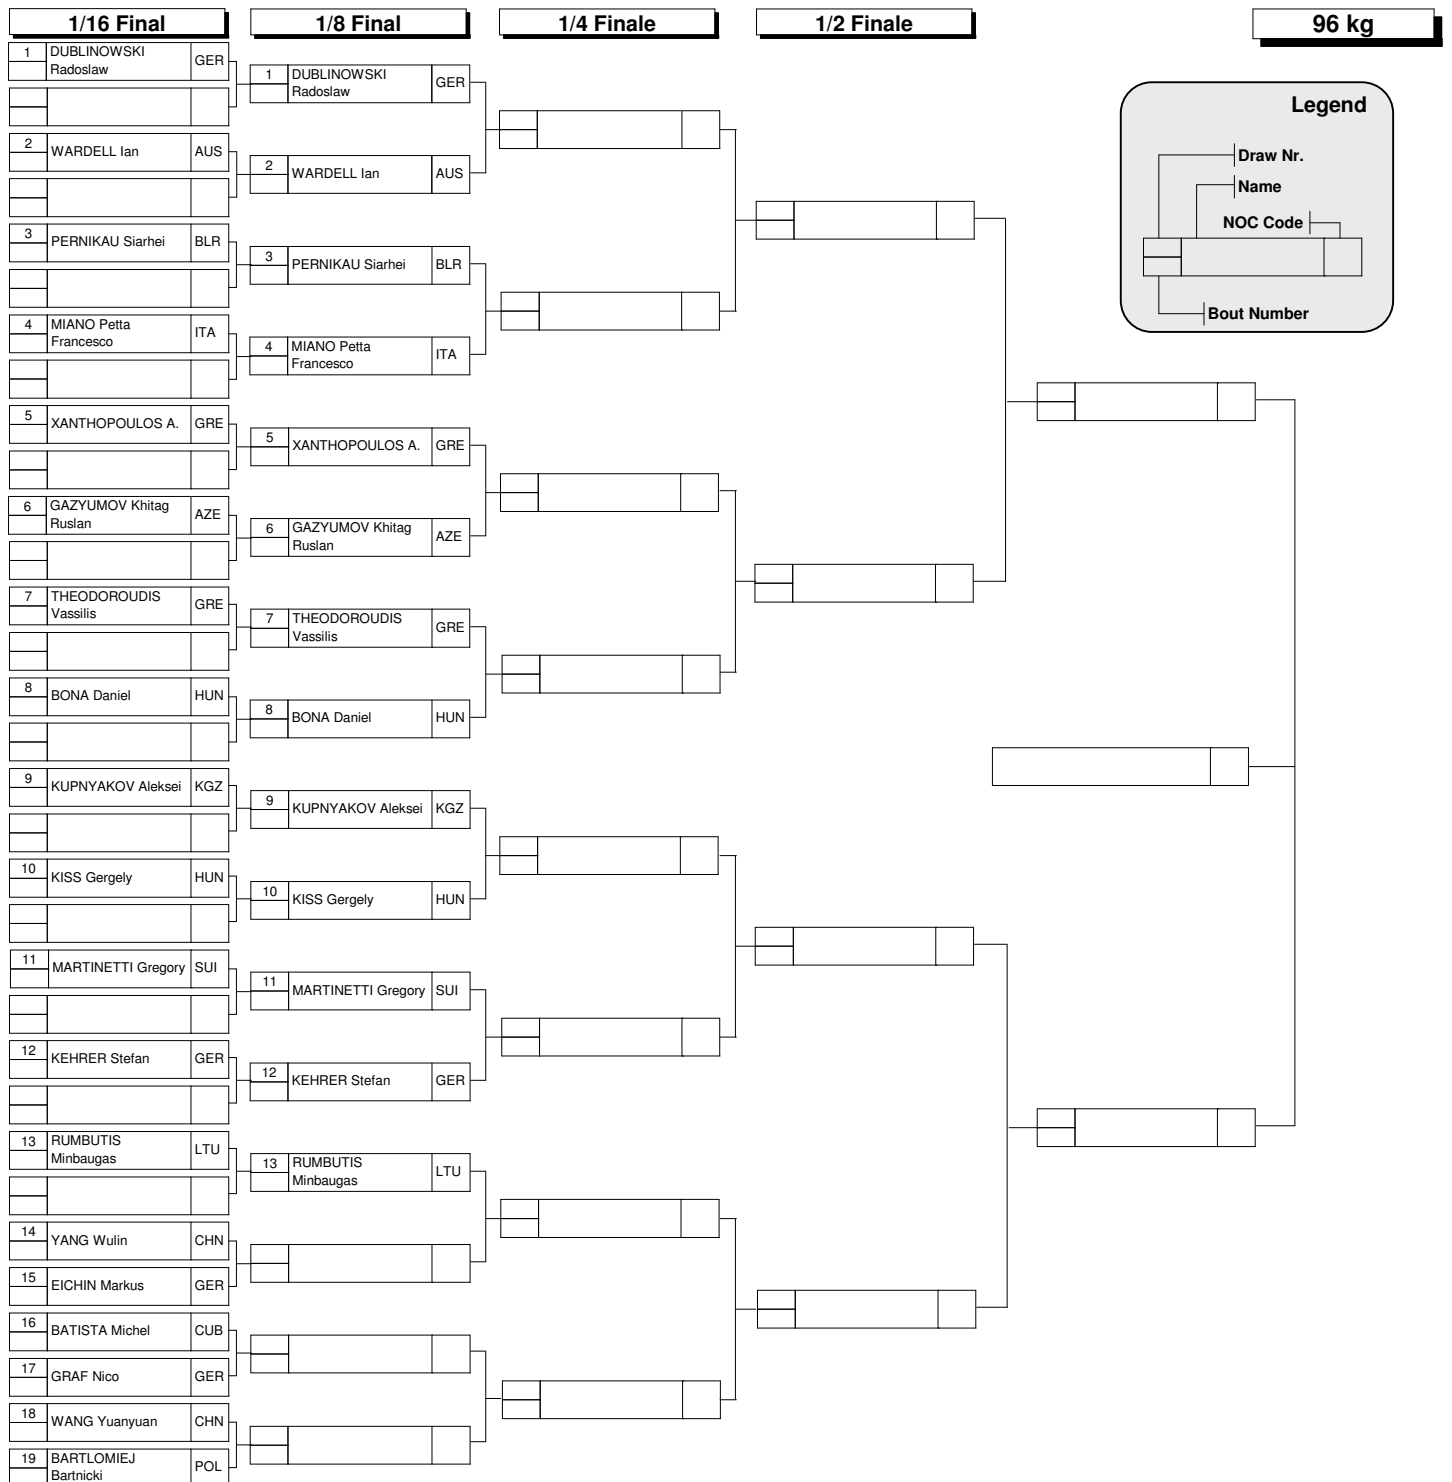 1/16 Final
1/8 Final
1/4 Finale
1/2 Finale
96 kg
1
DUBLINOWSKI
Radoslaw
GER
2
WARDELL Ian
AUS
3
PERNIKAU Siarhei
BLR
4
MIANO Petta
Francesco
ITA
5
XANTHOPOULOS A.
GRE
6
GAZYUMOV Khitag
Ruslan
AZE
7
THEODOROUDIS
Vassilis
GRE
8
BONA Daniel
HUN
9
KUPNYAKOV Aleksei
KGZ
10
KISS Gergely
HUN
11
MARTINETTI Gregory
SUI
12
KEHRER Stefan
GER
13
RUMBUTIS
Minbaugas
LTU
14
YANG Wulin
CHN
15
EICHIN Markus
GER
16
BATISTA Michel
CUB
17
GRAF Nico
GER
18
WANG Yuanyuan
CHN
19
BARTLOMIEJ
Bartnicki
POL
1
DUBLINOWSKI
Radoslaw
GER
2
WARDELL Ian
AUS
3
PERNIKAU Siarhei
BLR
4
MIANO Petta
Francesco
ITA
5
XANTHOPOULOS A.
GRE
6
GAZYUMOV Khitag
Ruslan
AZE
7
THEODOROUDIS
Vassilis
GRE
8
BONA Daniel
HUN
9
KUPNYAKOV Aleksei
KGZ
10
KISS Gergely
HUN
11
MARTINETTI Gregory
SUI
12
KEHRER Stefan
GER
13
RUMBUTIS
Minbaugas
LTU
Legend
Draw Nr.
Name
NOC Code
Bout Number